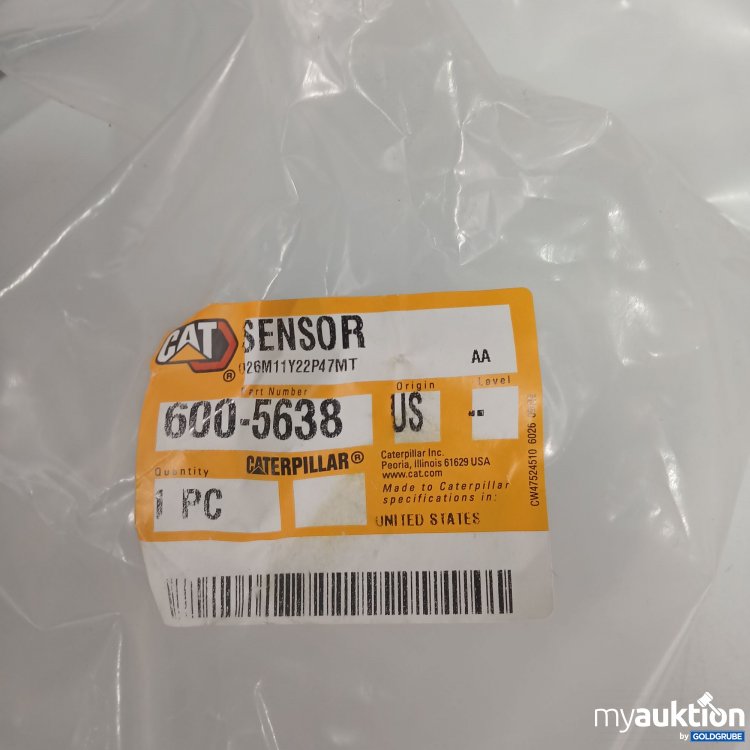 CAT®
SENSOR
026M11Y22P47MT AA
Part Number Origin Level
600-5638 US --
Quantity CATERPILLAR®
1 PC
Caterpillar Inc.
Peoria, Illinois 61629 USA
www.cat.com
Made to Caterpillar
specifications in:
UNITED STATES
CW47524510 6026
myauktion
by GOLDGRUBE